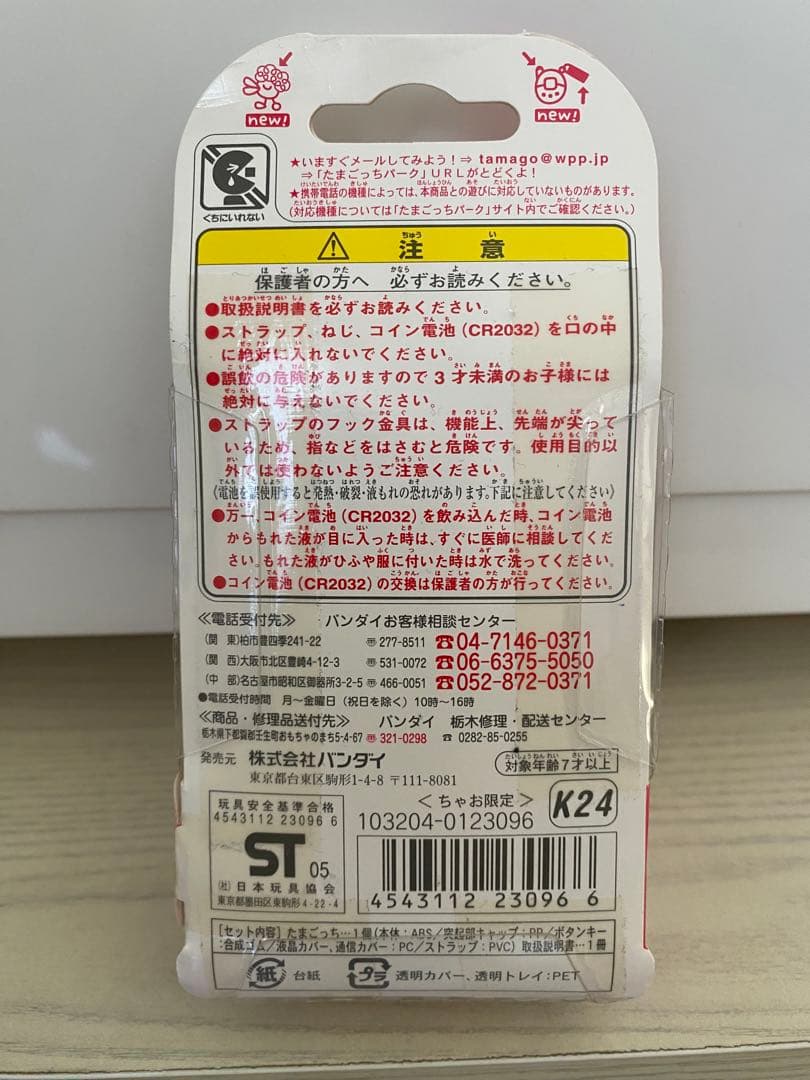 new!
new!
くちにいれない
★いますぐメールしてみよう!⇒ tamago@wpp.jp
⇒「たまごっちパーク」URLがとどくよ!
★携帯電話の機種によっては、本商品との遊びに対応していないものがあります。
(対応機種については「たまごっちパーク」サイト内でご確認ください。)
⚠ 注意
保護者の方へ 必ずお読みください。
●取扱説明書を必ずお読みください。
●ストラップ、ねじ、コイン電池(CR2032)を口の中
に絶対に入れないでください。
●誤飲の危険がありますので3才未満のお子様には
絶対に与えないでください。
●ストラップのフック金具は、機能上、先端が尖って
いるため、指などをはさむと危険です。使用目的以
外では使わないようご注意ください。
(電池を誤使用すると発熱・破裂・液もれの恐れがあります。下記に注意してください)
●万一、コイン電池(CR2032)を飲み込んだ時、コイン電池
からもれた液が目に入った時は、すぐに医師に相談してくだ
さい。もれた液がひふや服に付いた時は水で洗ってください。
●コイン電池(CR2032)の交換は保護者の方が行ってください。
≪電話受付先≫ バンダイお客様相談センター
(関 東)柏市豊四季241-22 〠277-8511 ☎04-7146-0371
(関 西)大阪市北区豊崎4-12-3 〠531-0072 ☎06-6375-5050
(中 部)名古屋市昭和区御器所3-2-5 〠466-0051 ☎052-872-0371
●電話受付時間 月〜金曜日(祝日を除く)10時〜16時
≪商品・修理品送付先≫ バンダイ 栃木修理・配送センター
栃木県下都賀郡壬生町おもちゃのまち5-4-67 〠321-0298 ☎0282-85-0255
発売元 株式会社バンダイ
東京都台東区駒形1-4-8 〒111-8081
対象年齢7才以上
<ちゃお限定>
K24
103204-0123096
玩具安全基準合格
4543112 23096 6
ST 05
(社)日本玩具協会
東京都墨田区東駒形4-22-4
4543112 23096 6
[セット内容]たまごっち…1個(本体:ABS/突起部キャップ:PP/ボタンキー
:合成ゴム/液晶カバー、通信カバー:PC/ストラップ:PVC) 取扱説明書…1冊
紙 台紙 プラ 透明カバー、透明トレイ:PET